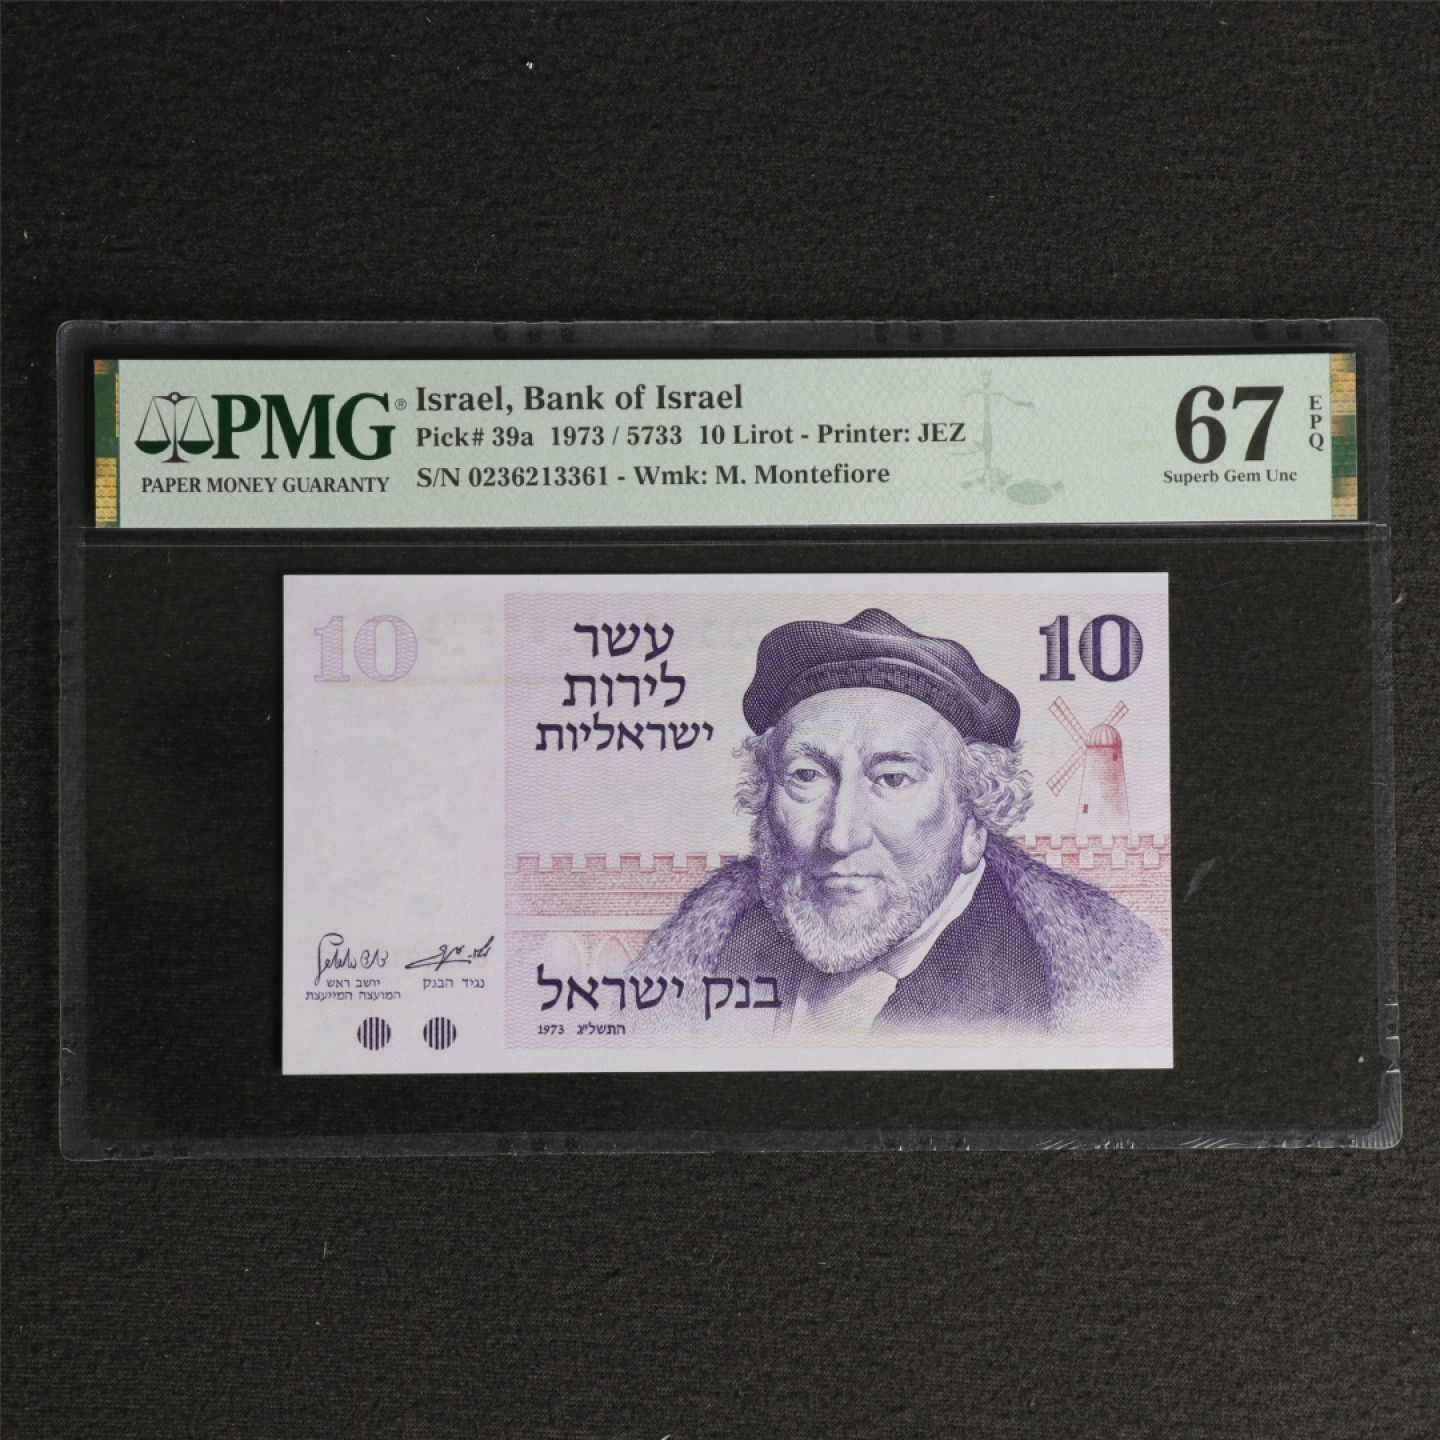 PMG®
PAPER MONEY GUARANTY
Israel, Bank of Israel
Pick# 39a 1973 / 5733 10 Lirot - Printer: JEZ
S/N 0236213361 - Wmk: M. Montefiore
67
EPQ
Superb Gem Unc
10
עשר
לירות
ישראליות
10
נגיד הבנק
יושב ראש
המועצה המייעצת
בנק ישראל
1973 התשל״ג